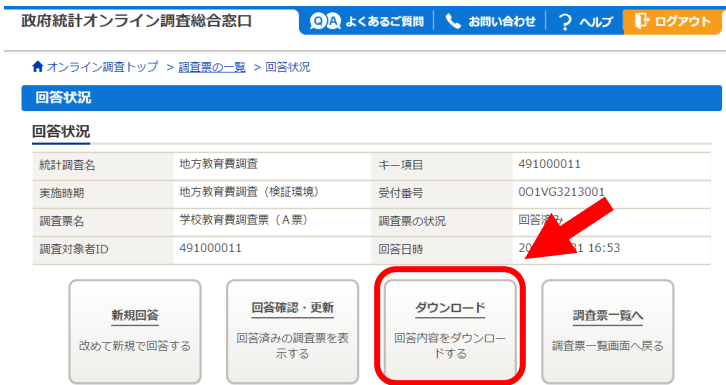 政府統計オンライン調査総合窓口
QA よくあるご質問 お問い合わせ ? ヘルプ ログアウト
オンライン調査トップ > 調査票の一覧 > 回答状況
回答状況
回答状況
統計調査名 地方教育費調査 キー項目 491000011
実施時期 地方教育費調査（検証環境） 受付番号 0O1VG3213001
調査票名 学校教育費調査票（A票） 調査票の状況 回答済み
調査対象者ID 491000011 回答日時 16:53
新規回答 回答確認・更新 ダウンロード 調査票一覧へ
改めて新規で回答する 回答済みの調査票を表示する 回答内容をダウンロードする 調査票一覧画面へ戻る